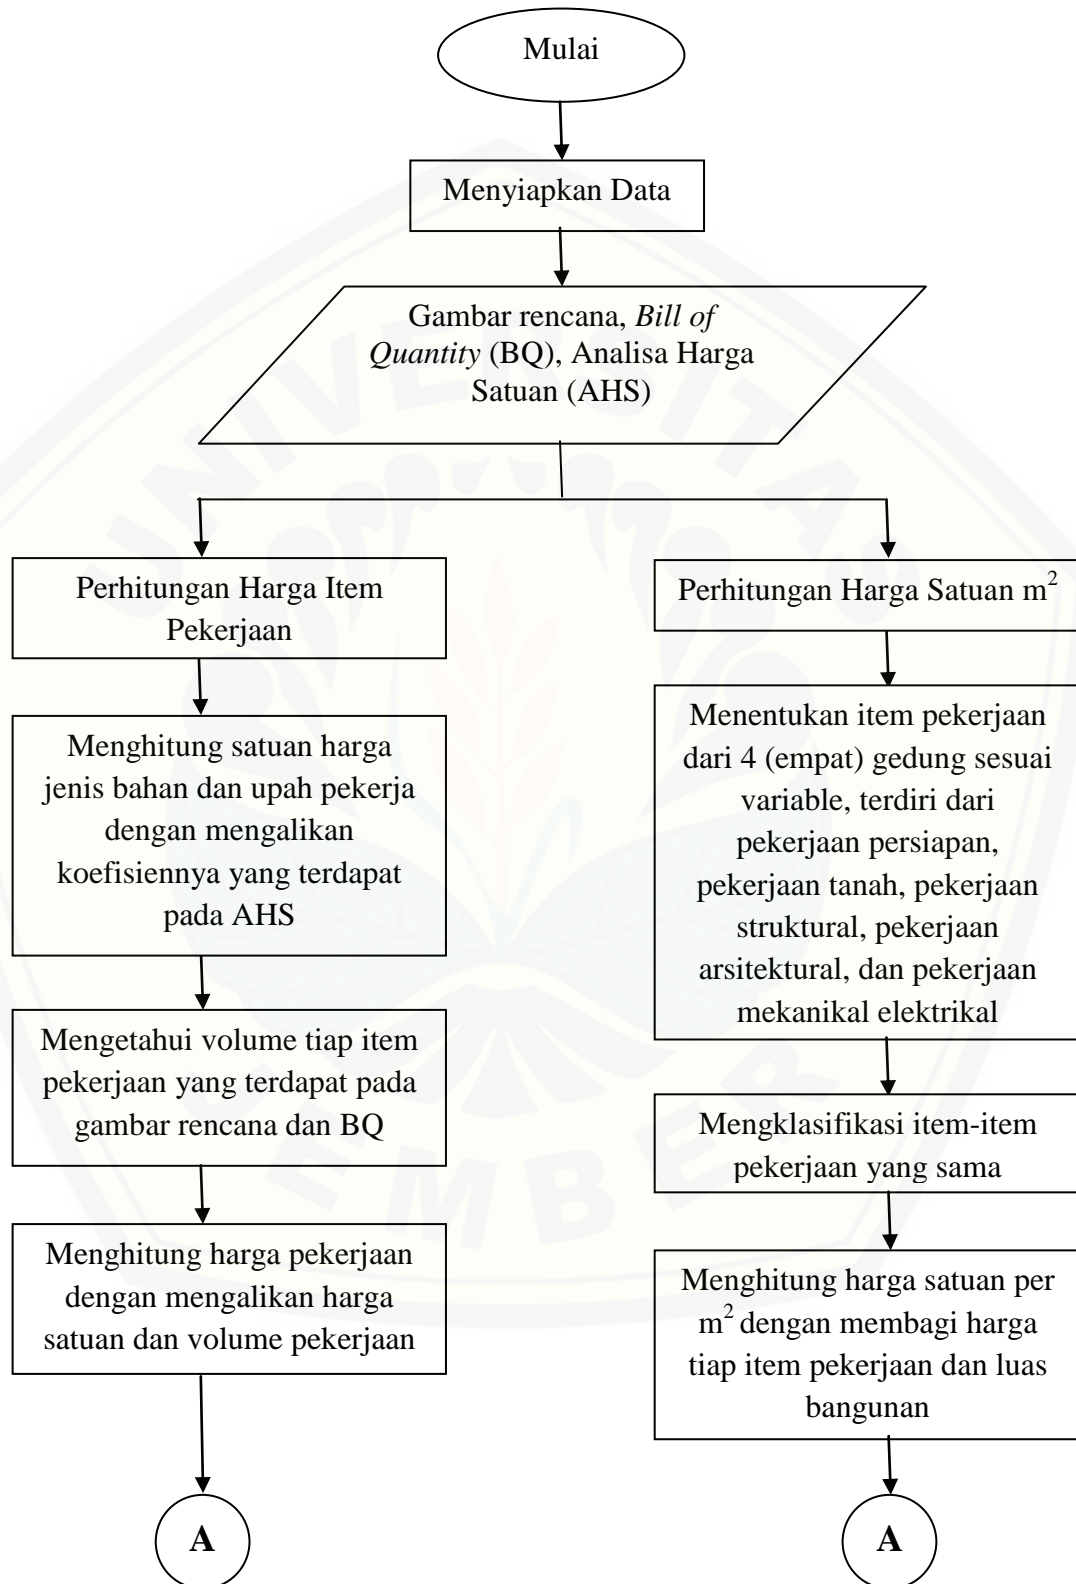 Mulai
Menyiapkan Data
Gambar rencana, Bill of
Quantity (BQ), Analisa Harga
Satuan (AHS)
Perhitungan Harga Item
Pekerjaan
Menghitung satuan harga
jenis bahan dan upah pekerja
dengan mengalikan
koefisiennya yang terdapat
pada AHS
Mengetahui volume tiap item
pekerjaan yang terdapat pada
gambar rencana dan BQ
Menghitung harga pekerjaan
dengan mengalikan harga
satuan dan volume pekerjaan
A
Perhitungan Harga Satuan m²
Menentukan item pekerjaan
dari 4 (empat) gedung sesuai
variable, terdiri dari
pekerjaan persiapan,
pekerjaan tanah, pekerjaan
struktural, pekerjaan
arsitektural, dan pekerjaan
mekanikal elektrikal
Mengklasifikasi item-item
pekerjaan yang sama
Menghitung harga satuan per
m² dengan membagi harga
tiap item pekerjaan dan luas
bangunan
A
UNIVERSITAS
JEMBER